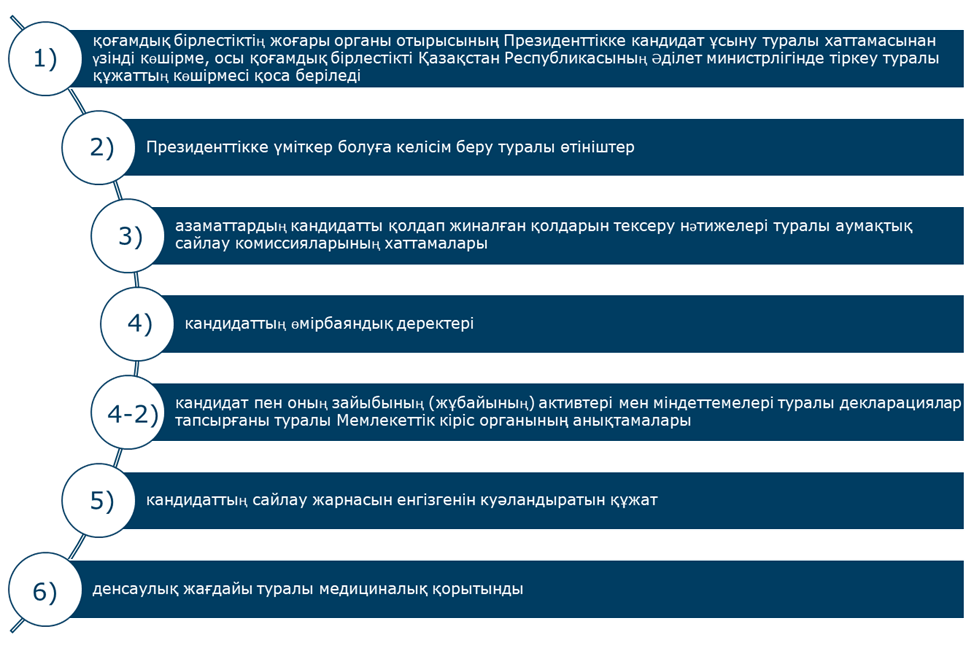 1)
қоғамдық бірлестіктің жоғары органы отырысының Президенттікке кандидат ұсыну туралы хаттамасынан
үзінді көшірме, осы қоғамдық бірлестікті Қазақстан Республикасының Әділет министрлігінде тіркеу туралы
құжаттың көшірмесі қоса беріледі
2)
Президенттікке үміткер болуға келісім беру туралы өтініштер
3)
азаматтардың кандидатты қолдап жиналған қолдарын тексеру нәтижелері туралы аумақтық
сайлау комиссияларының хаттамалары
4)
кандидаттың өмірбаяндық деректері
4-2)
кандидат пен оның зайыбының (жұбайының) активтері мен міндеттемелері туралы декларациялар
тапсырғаны туралы Мемлекеттік кіріс органының анықтамалары
5)
кандидаттың сайлау жарнасын енгізгенін куәландыратын құжат
6)
денсаулық жағдайы туралы медициналық қорытынды